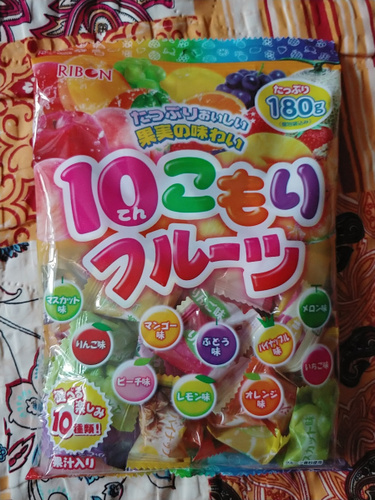 RIBON
たっぷり
180g
たっぷりおいしい
果実の味わい
10こもり
てん
フルーツ
マスカット
味
りんご味
マンゴー
味
ぶどう
味
パイナップル
味
メロン味
いちご味
ピーチ味
レモン味
オレンジ
味
10種類!
果汁入り